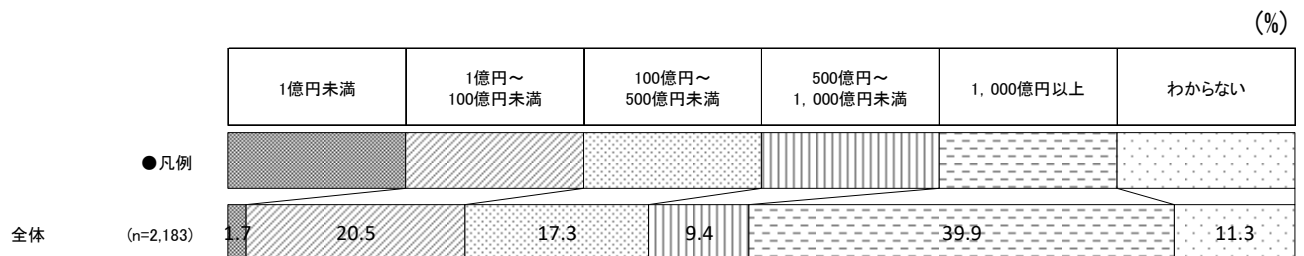 (%)
1億円未満
1億円～
100億円未満
100億円～
500億円未満
500億円～
1，000億円未満
1，000億円以上
わからない
●凡例
全体 (n=2,183) 1.7 20.5 17.3 9.4 39.9 11.3